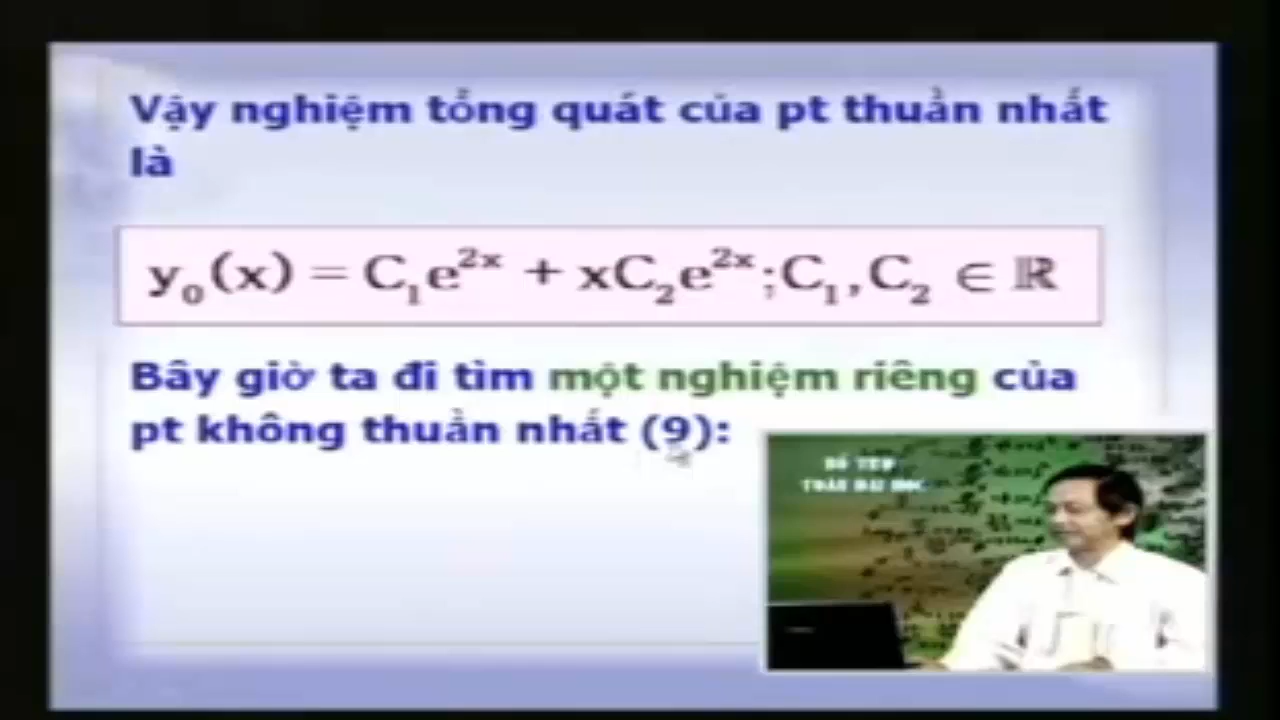 Vậy nghiệm tổng quát của pt thuần nhất
là
y₀(x) = C₁e²ˣ + xC₂e²ˣ;C₁,C₂ ∈ ℝ
Bây giờ ta đi tìm một nghiệm riêng của
pt không thuần nhất (9):